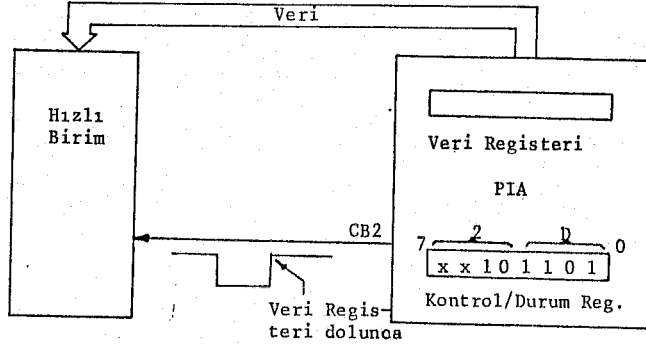 Veri
Hızlı
Birim
Veri Registeri
PIA
CB2
7 2 D 0
x x 1 0 1 1 0 1
Kontrol/Durum Reg.
Veri Regis-
teri dolunca